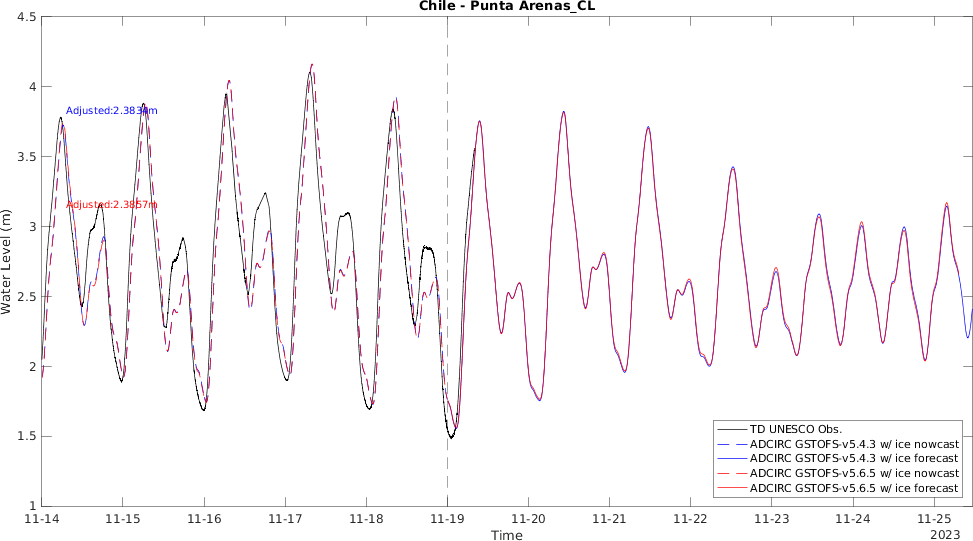 Chile - Punta Arenas_CL
4.5
4
3.5
3
2.5
2
1.5
1
Water Level (m)
Adjusted:2.3834m
Adjusted:2.3857m
TD UNESCO Obs.
ADCIRC GSTOFS-v5.4.3 w/ ice nowcast
ADCIRC GSTOFS-v5.4.3 w/ ice forecast
ADCIRC GSTOFS-v5.6.5 w/ ice nowcast
ADCIRC GSTOFS-v5.6.5 w/ ice forecast
11-14 11-15 11-16 11-17 11-18 11-19 11-20 11-21 11-22 11-23 11-24 11-25
2023
Time